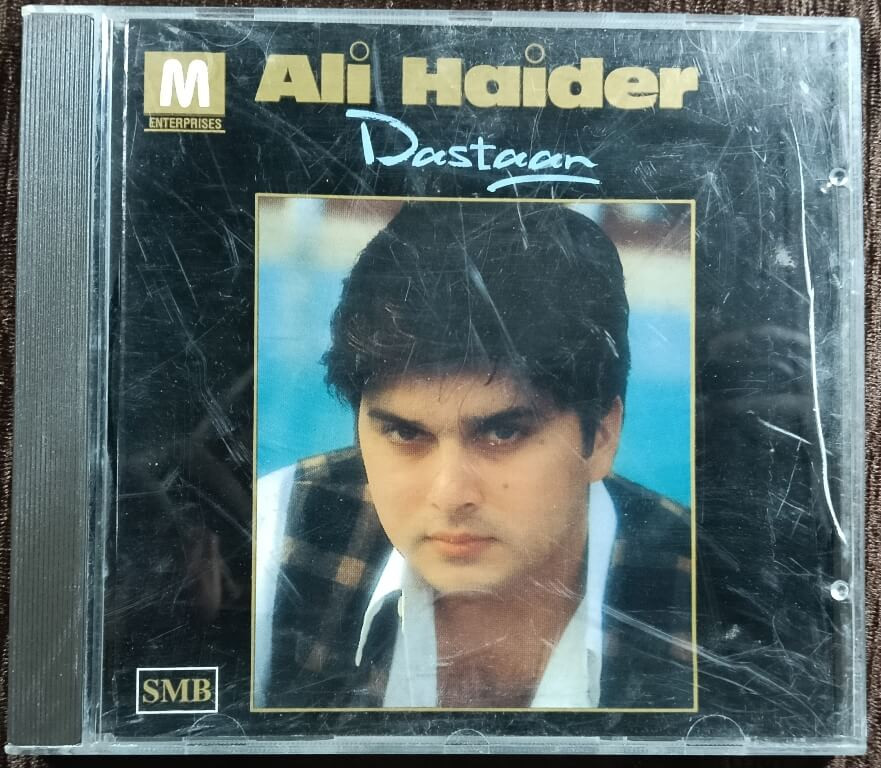 M
ENTERPRISES
Ali Haider
Dastaan
SMB